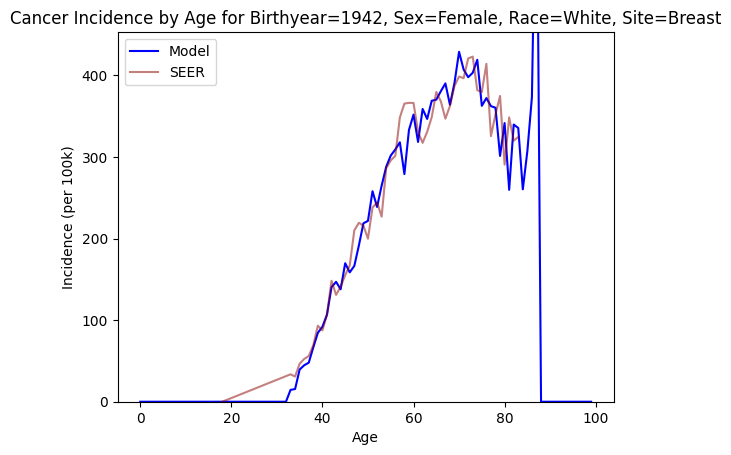 Cancer Incidence by Age for Birthyear=1942, Sex=Female, Race=White, Site=Breast
Model
SEER
Incidence (per 100k)
400
300
200
100
0
0 20 40 60 80 100
Age